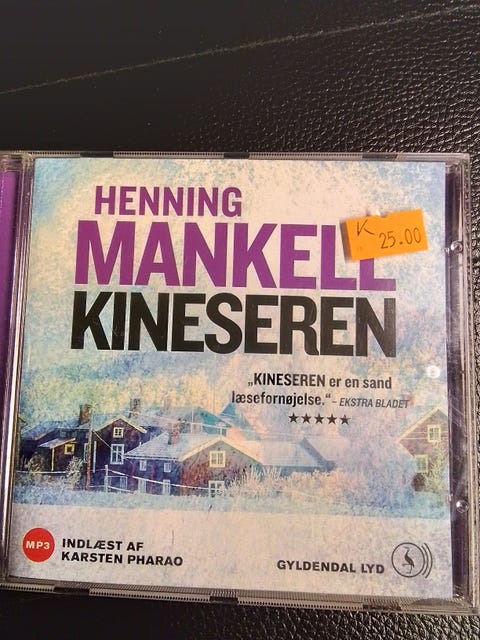 HENNING
MANKELL
K 25.00
KINESEREN
„KINESEREN er en sand
læsefornøjelse.“ – EKSTRA BLADET
★★★★★
MP3
INDLÆST AF
KARSTEN PHARAO
GYLDENDAL LYD